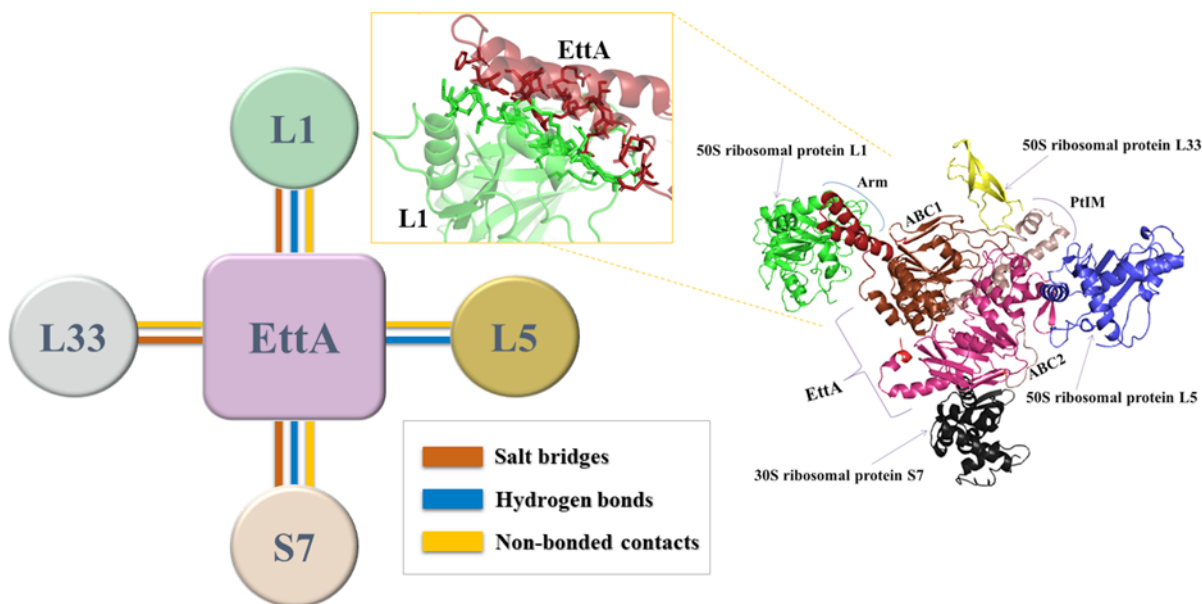 L1
L33
EttA
L5
S7
Salt bridges
Hydrogen bonds
Non-bonded contacts
EttA
L1
50S ribosomal protein L1
Arm
ABC1
50S ribosomal protein L33
PtIM
EttA
ABC2
50S ribosomal protein L5
30S ribosomal protein S7